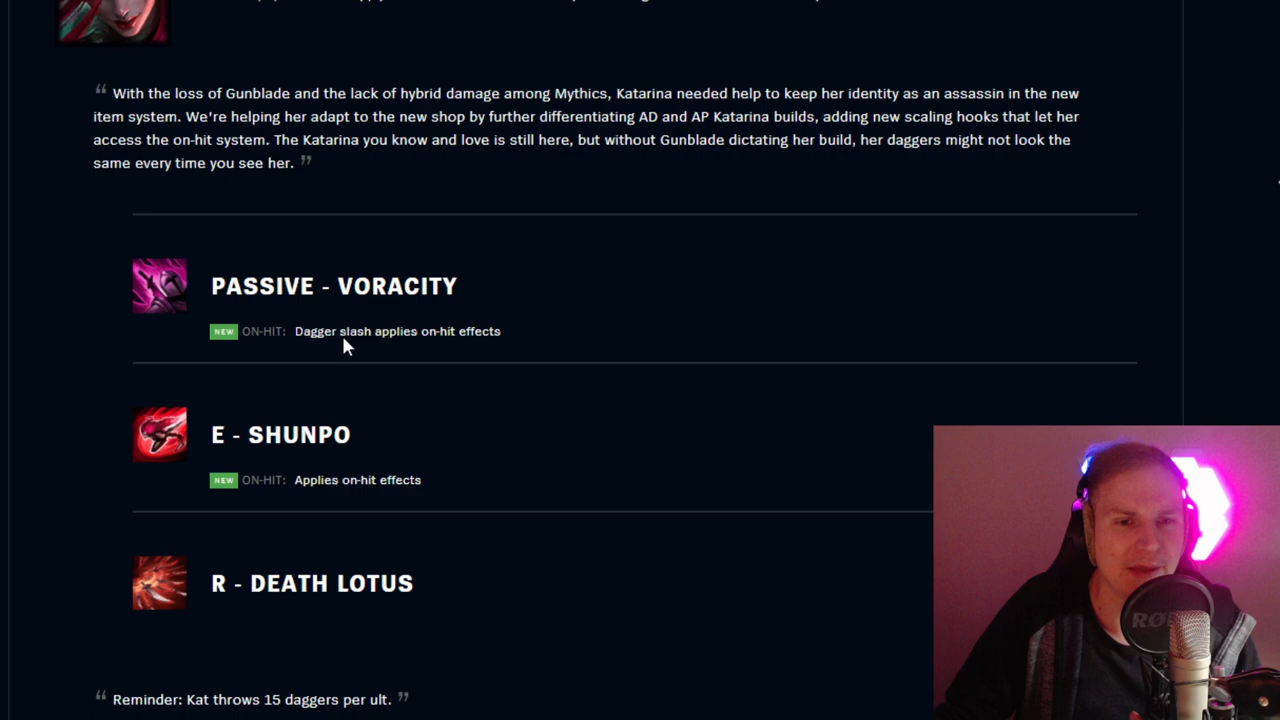 “ With the loss of Gunblade and the lack of hybrid damage among Mythics, Katarina needed help to keep her identity as an assassin in the new
item system. We're helping her adapt to the new shop by further differentiating AD and AP Katarina builds, adding new scaling hooks that let her
access the on-hit system. The Katarina you know and love is still here, but without Gunblade dictating her build, her daggers might not look the
same every time you see her. ”
PASSIVE - VORACITY
NEW ON-HIT: Dagger slash applies on-hit effects
E - SHUNPO
NEW ON-HIT: Applies on-hit effects
R - DEATH LOTUS
“ Reminder: Kat throws 15 daggers per ult. ”